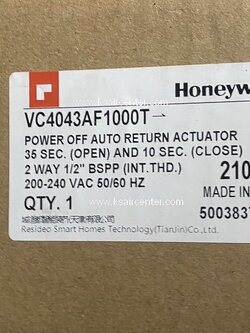 www.ksaircenter.com
Honeyw
VC4043AF1000T
POWER OFF AUTO RETURN ACTUATOR
35 SEC. (OPEN) AND 10 SEC. (CLOSE)
2 WAY 1/2" BSPP (INT.THD.)
210
200-240 VAC 50/60 HZ
MADE IN
QTY. 1
500383
Resideo Smart Homes Technology(TianJin)Co.,Ltd